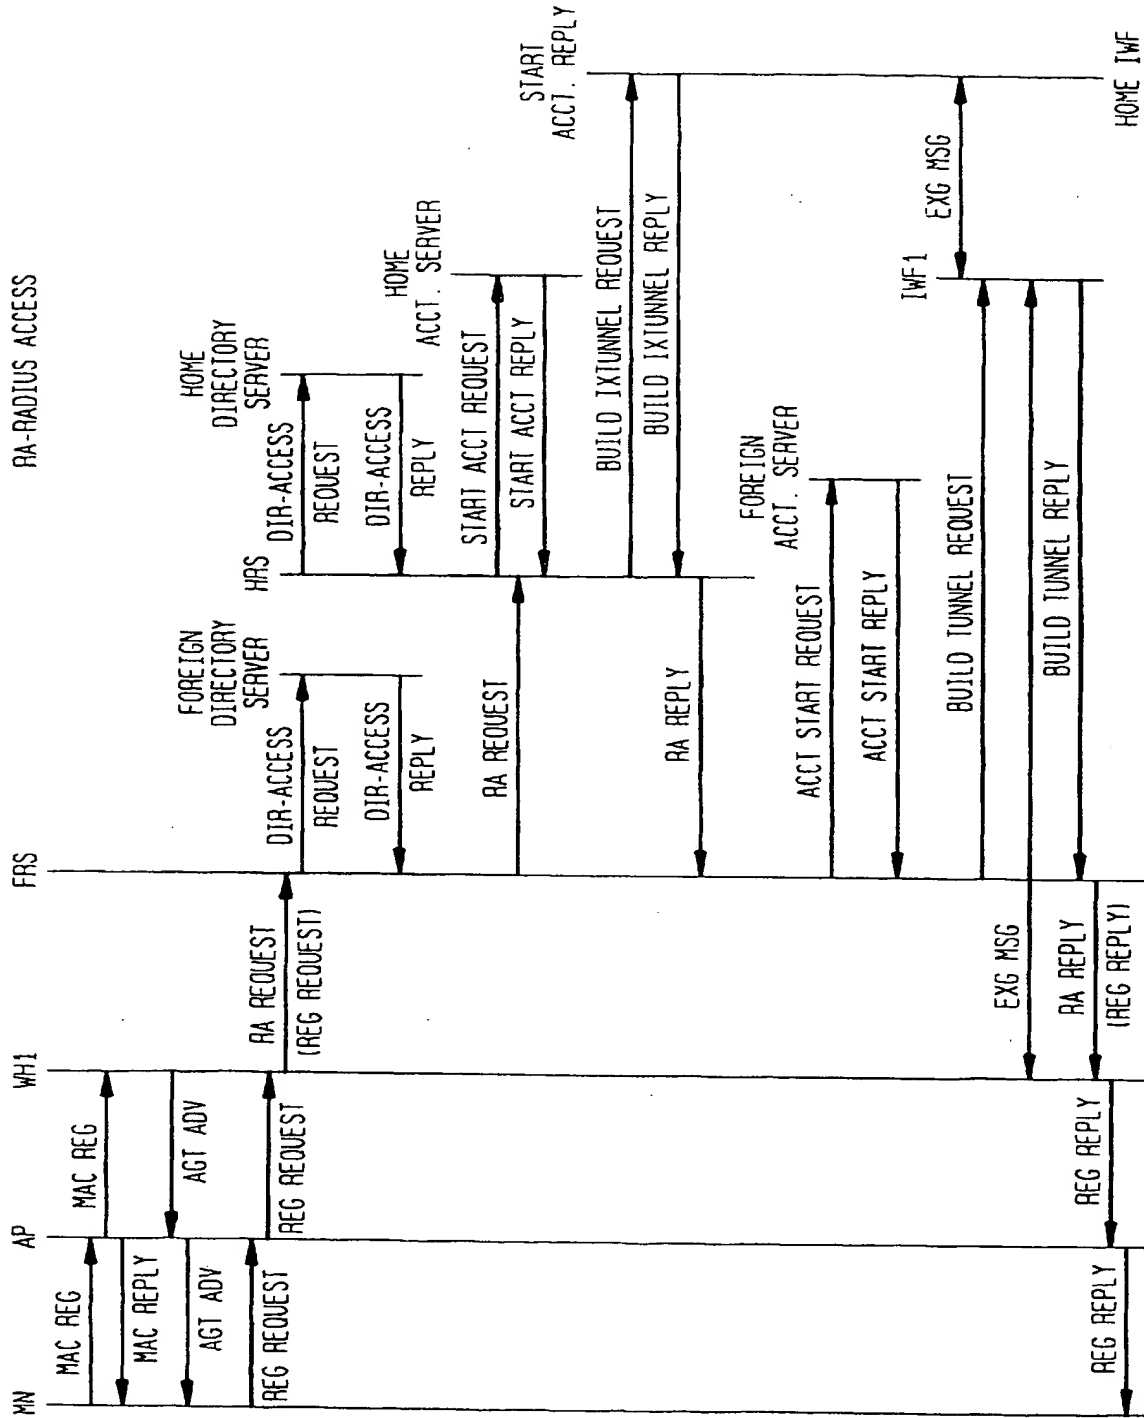 RA-RADIUS ACCESS
MN
AP
WH1
FRS
MAC REG
MAC REG
MAC REPLY
AGT ADV
AGT ADV
REG REQUEST
REG REQUEST
RA REQUEST
(REG REQUEST)
FOREIGN
DIRECTORY
SERVER
DIR-ACCESS
REQUEST
DIR-ACCESS
REPLY
HRS
HOME
DIRECTORY
SERVER
DIR-ACCESS
REQUEST
DIR-ACCESS
REPLY
HOME
ACCT. SERVER
START ACCT REQUEST
START ACCT REPLY
RA REQUEST
START
ACCT. REPLY
BUILD IXTUNNEL REQUEST
BUILD IXTUNNEL REPLY
RA REPLY
FOREIGN
ACCT. SERVER
ACCT START REQUEST
ACCT START REPLY
IWF1
EXG MSG
BUILD TUNNEL REQUEST
EXG MSG
BUILD TUNNEL REPLY
RA REPLY
(REG REPLY)
REG REPLY
REG REPLY
HOME IWF